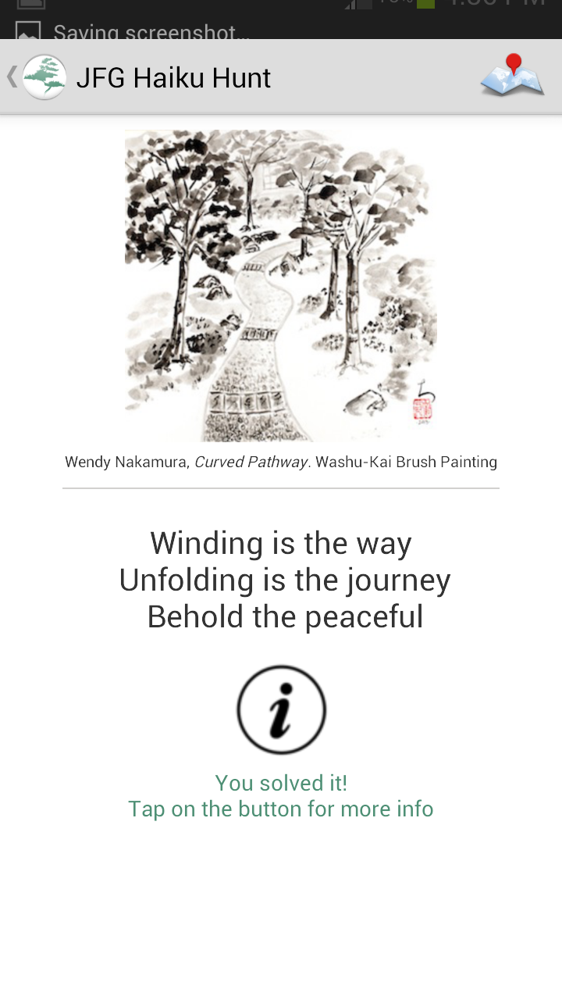 Saving screenshot...
JFG Haiku Hunt
Wendy Nakamura, Curved Pathway. Washu-Kai Brush Painting
Winding is the way
Unfolding is the journey
Behold the peaceful
i
You solved it!
Tap on the button for more info